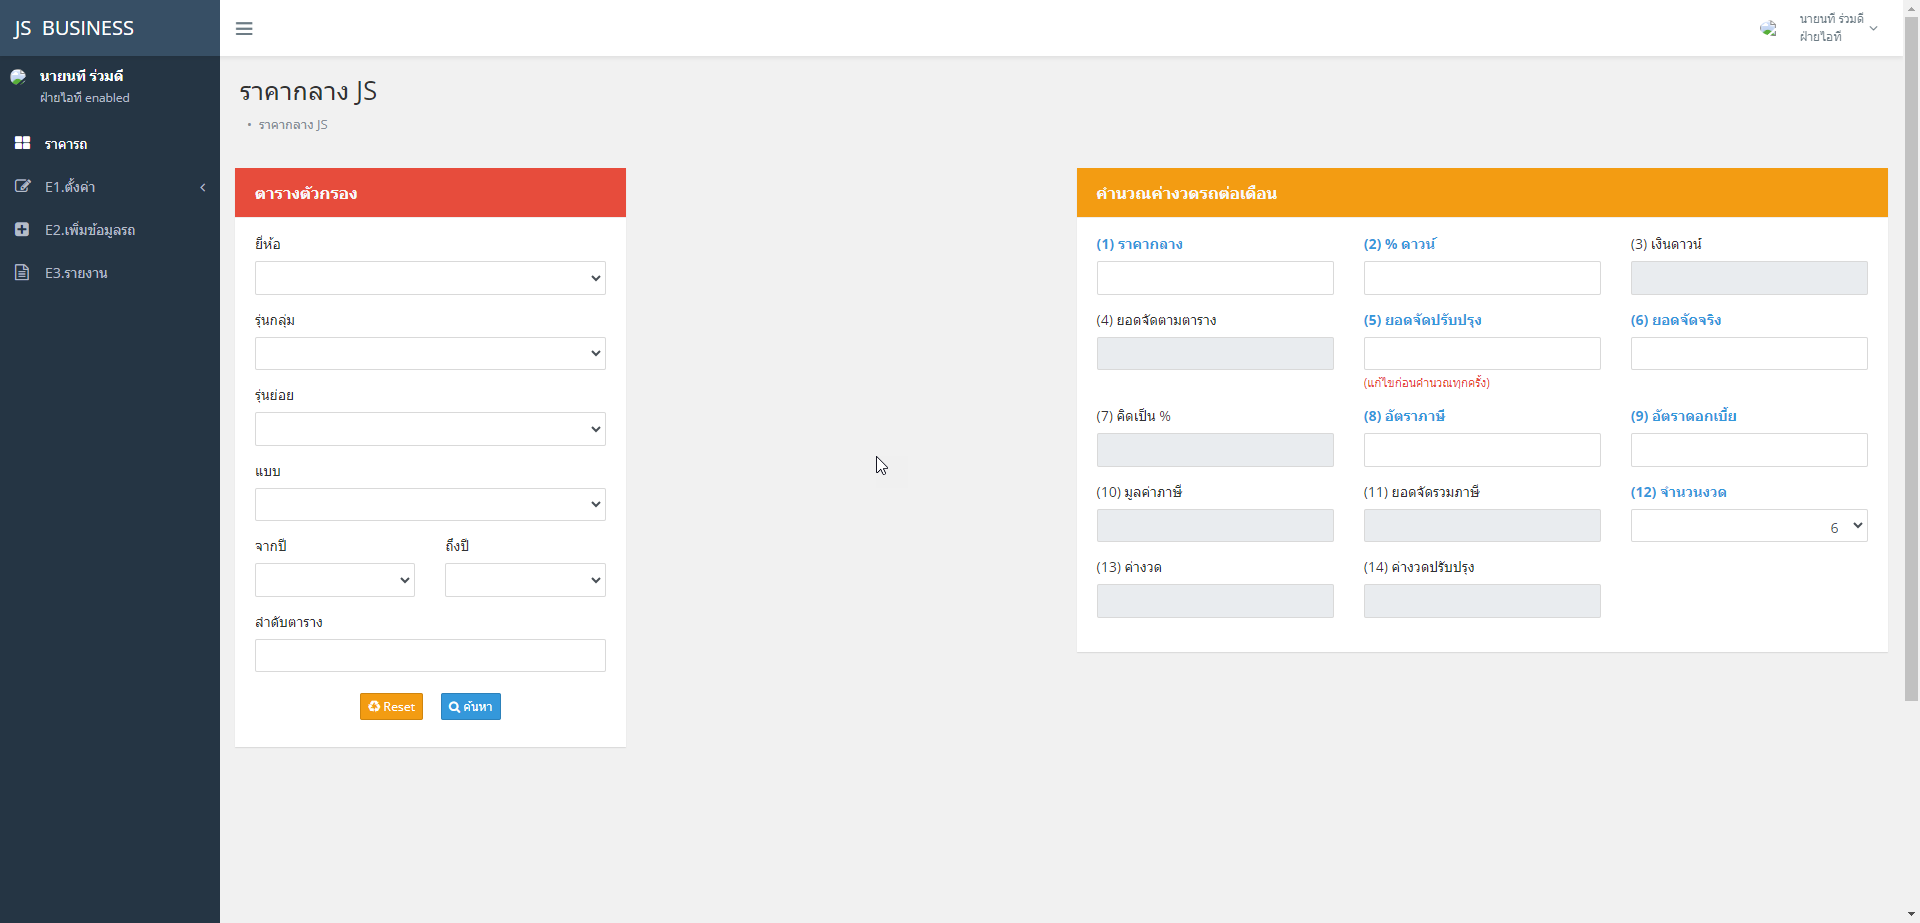 JS BUSINESS
นายนที ร่วมดี
ฝ่ายไอที
นายนที ร่วมดี
ฝ่ายไอที enabled
ราคารถ
E1.ตั้งค่า
E2.เพิ่มข้อมูลรถ
E3.รายงาน
ราคากลาง JS
• ราคากลาง JS
ตารางตัวกรอง
ยี่ห้อ
รุ่นกลุ่ม
รุ่นย่อย
แบบ
จากปี ถึงปี
ลำดับตาราง
Reset ค้นหา
คำนวณค่างวดรถต่อเดือน
(1) ราคากลาง (2) % ดาวน์ (3) เงินดาวน์
(4) ยอดจัดตามตาราง (5) ยอดจัดปรับปรุง (6) ยอดจัดจริง
(แก้ไขก่อนคำนวณทุกครั้ง)
(7) คิดเป็น % (8) อัตราภาษี (9) อัตราดอกเบี้ย
(10) มูลค่าภาษี (11) ยอดจัดรวมภาษี (12) จำนวนงวด
6
(13) ค่างวด (14) ค่างวดปรับปรุง